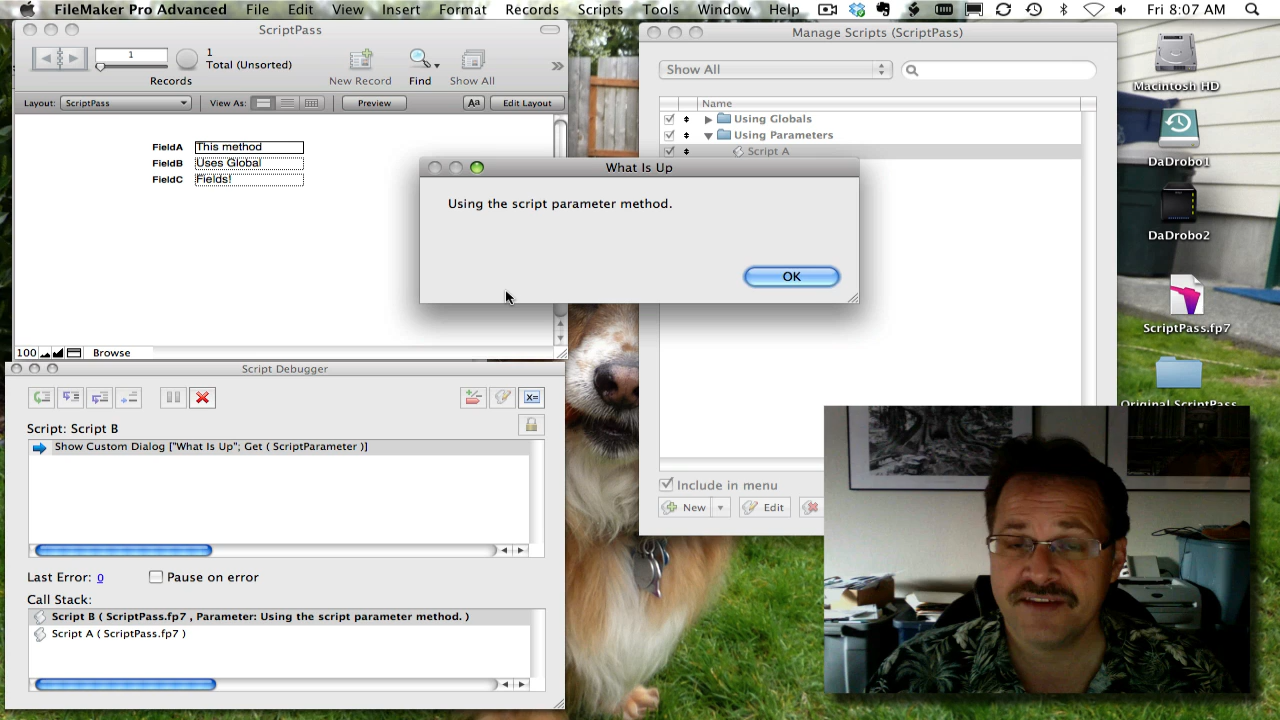 FileMaker Pro Advanced File Edit View Insert Format Records Scripts Tools Window Help Fri 8:07 AM
ScriptPass
1
1
Total (Unsorted)
Records
New Record
Find
Show All
Layout: ScriptPass
View As:
Preview
Aa
Edit Layout
FieldA This method
FieldB Uses Global
FieldC Fields!
100
Browse
Manage Scripts (ScriptPass)
Show All
Name
Using Globals
Using Parameters
Script A
Include in menu
New
Edit
What Is Up
Using the script parameter method.
OK
Script Debugger
Script: Script B
Show Custom Dialog ["What Is Up"; Get ( ScriptParameter )]
Last Error: 0
Pause on error
Call Stack:
Script B ( ScriptPass.fp7 , Parameter: Using the script parameter method. )
Script A ( ScriptPass.fp7 )
Macintosh HD
DaDrobo1
DaDrobo2
ScriptPass.fp7
Original ScriptPass